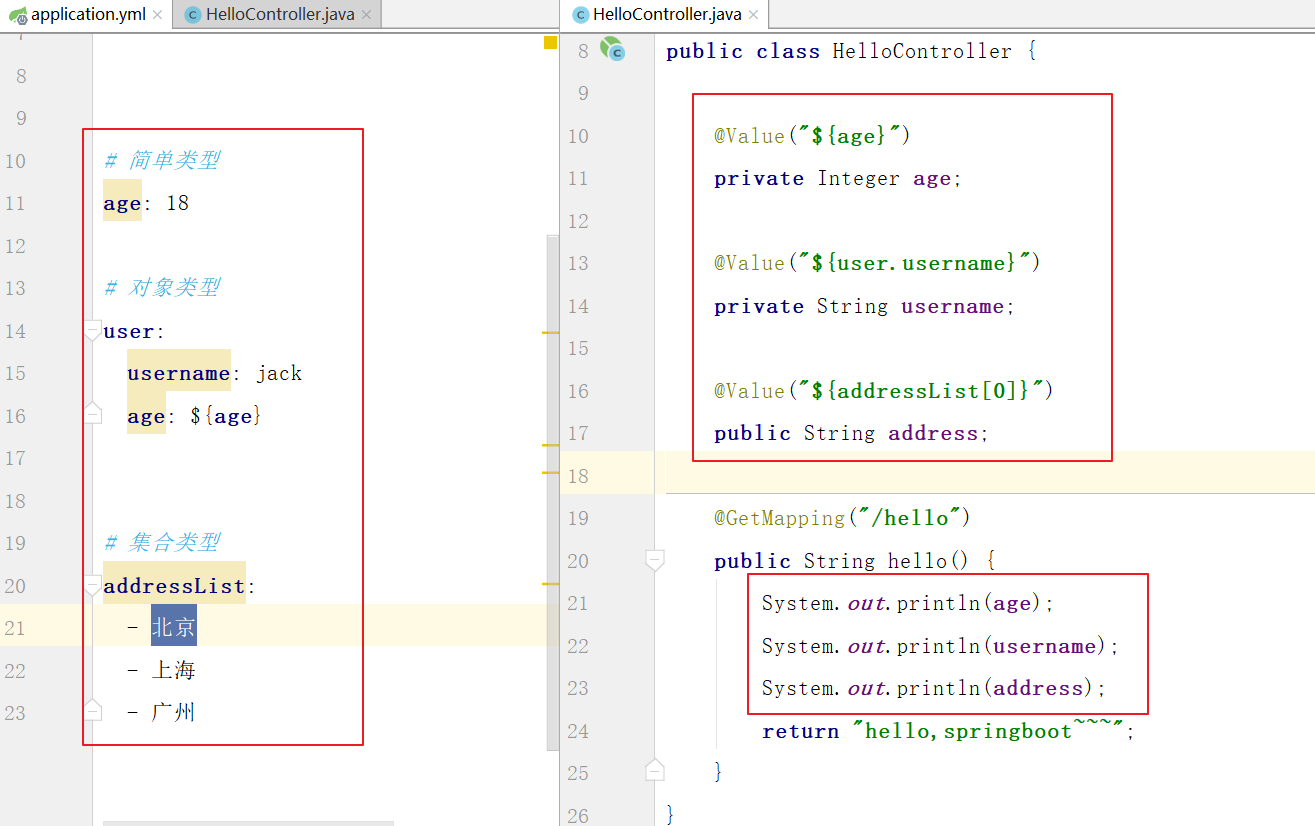 application.yml
HelloController.java
7
8
9
10 # 简单类型
11 age: 18
12
13 # 对象类型
14 user:
15 username: jack
16 age: ${age}
17
18
19 # 集合类型
20 addressList:
21 - 北京
22 - 上海
23 - 广州
HelloController.java
8 public class HelloController {
9
10 @Value("${age}")
11 private Integer age;
12
13 @Value("${user.username}")
14 private String username;
15
16 @Value("${addressList[0]}")
17 public String address;
18
19 @GetMapping("/hello")
20 public String hello() {
21 System.out.println(age);
22 System.out.println(username);
23 System.out.println(address);
24 return "hello,springboot~~~";
25 }
26 }